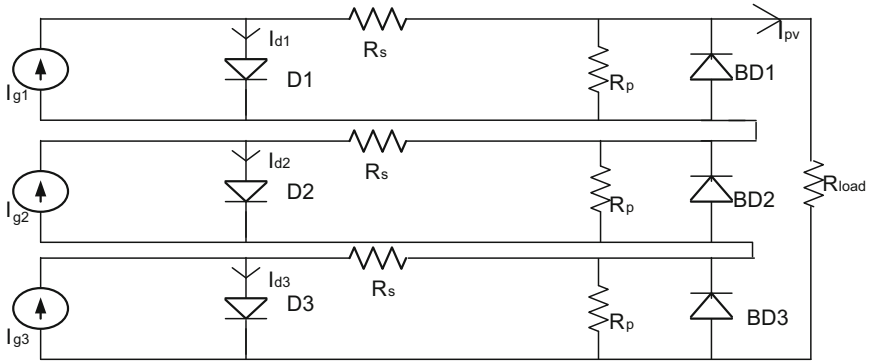 Id1
Rs
Ipv
Ig1
D1
Rp
BD1
Id2
Rs
Ig2
D2
Rp
BD2
Rload
Id3
Rs
Ig3
D3
Rp
BD3